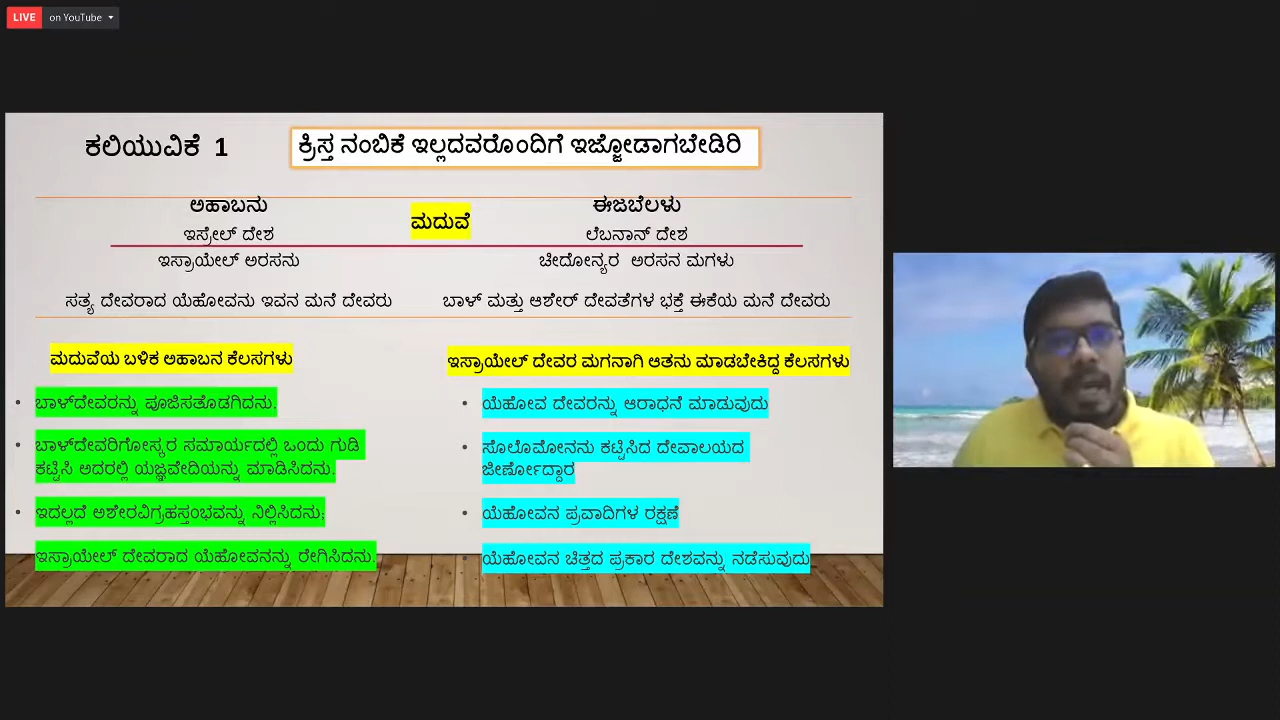 LIVE on YouTube
ಕಲಿಯುವಿಕೆ 1
ಕ್ರಿಸ್ತ ನಂಬಿಕೆ ಇಲ್ಲದವರೊಂದಿಗೆ ಇಜ್ಜೋಡಾಗಬೇಡಿರಿ
ಅಹಾಬನು
ಮದುವೆ
ಈಜಬೆಲಳು
ಇಸ್ರೇಲ್ ದೇಶ
ಲೆಬನಾನ್ ದೇಶ
ಇಸ್ರಾಯೇಲ್ ಅರಸನು
ಚೀದೋನ್ಯರ ಅರಸನ ಮಗಳು
ಸತ್ಯ ದೇವರಾದ ಯೆಹೋವನು ಇವನ ಮನೆ ದೇವರು
ಬಾಳ್ ಮತ್ತು ಆಶೇರ್ ದೇವತೆಗಳ ಭಕ್ತೆ ಈಕೆಯ ಮನೆ ದೇವರು
ಮದುವೆಯ ಬಳಿಕ ಅಹಾಬನ ಕೆಲಸಗಳು
ಬಾಳ್‌ದೇವರನ್ನು ಪೂಜಿಸತೊಡಗಿದನು.
ಬಾಳ್‌ದೇವರಿಗೋಸ್ಕರ ಸಮಾರ್ಯದಲ್ಲಿ ಒಂದು ಗುಡಿ
ಕಟ್ಟಿಸಿ ಅದರಲ್ಲಿ ಯಜ್ಞವೇದಿಯನ್ನು ಮಾಡಿಸಿದನು.
ಇದಲ್ಲದೆ ಅಶೇರವಿಗ್ರಹಸ್ತಂಭವನ್ನು ನಿಲ್ಲಿಸಿದನು;
ಇಸ್ರಾಯೇಲ್ ದೇವರಾದ ಯೆಹೋವನನ್ನು ರೇಗಿಸಿದನು.
ಇಸ್ರಾಯೇಲ್ ದೇವರ ಮಗನಾಗಿ ಆತನು ಮಾಡಬೇಕಿದ್ದ ಕೆಲಸಗಳು
ಯೆಹೋವ ದೇವರನ್ನು ಆರಾಧನೆ ಮಾಡುವುದು
ಸೊಲೊಮೋನನು ಕಟ್ಟಿಸಿದ ದೇವಾಲಯದ
ಜೀರ್ಣೋದ್ದಾರ
ಯೆಹೋವನ ಪ್ರವಾದಿಗಳ ರಕ್ಷಣೆ
ಯೆಹೋವನ ಚಿತ್ತದ ಪ್ರಕಾರ ದೇಶವನ್ನು ನಡೆಸುವುದು